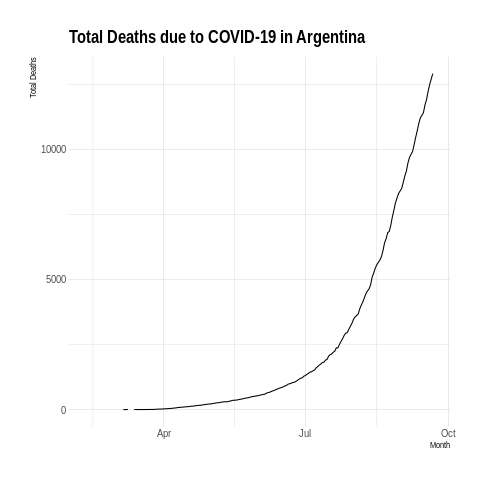 Total Deaths due to COVID-19 in Argentina
Total Deaths
10000
5000
0
Apr
Jul
Oct
Month